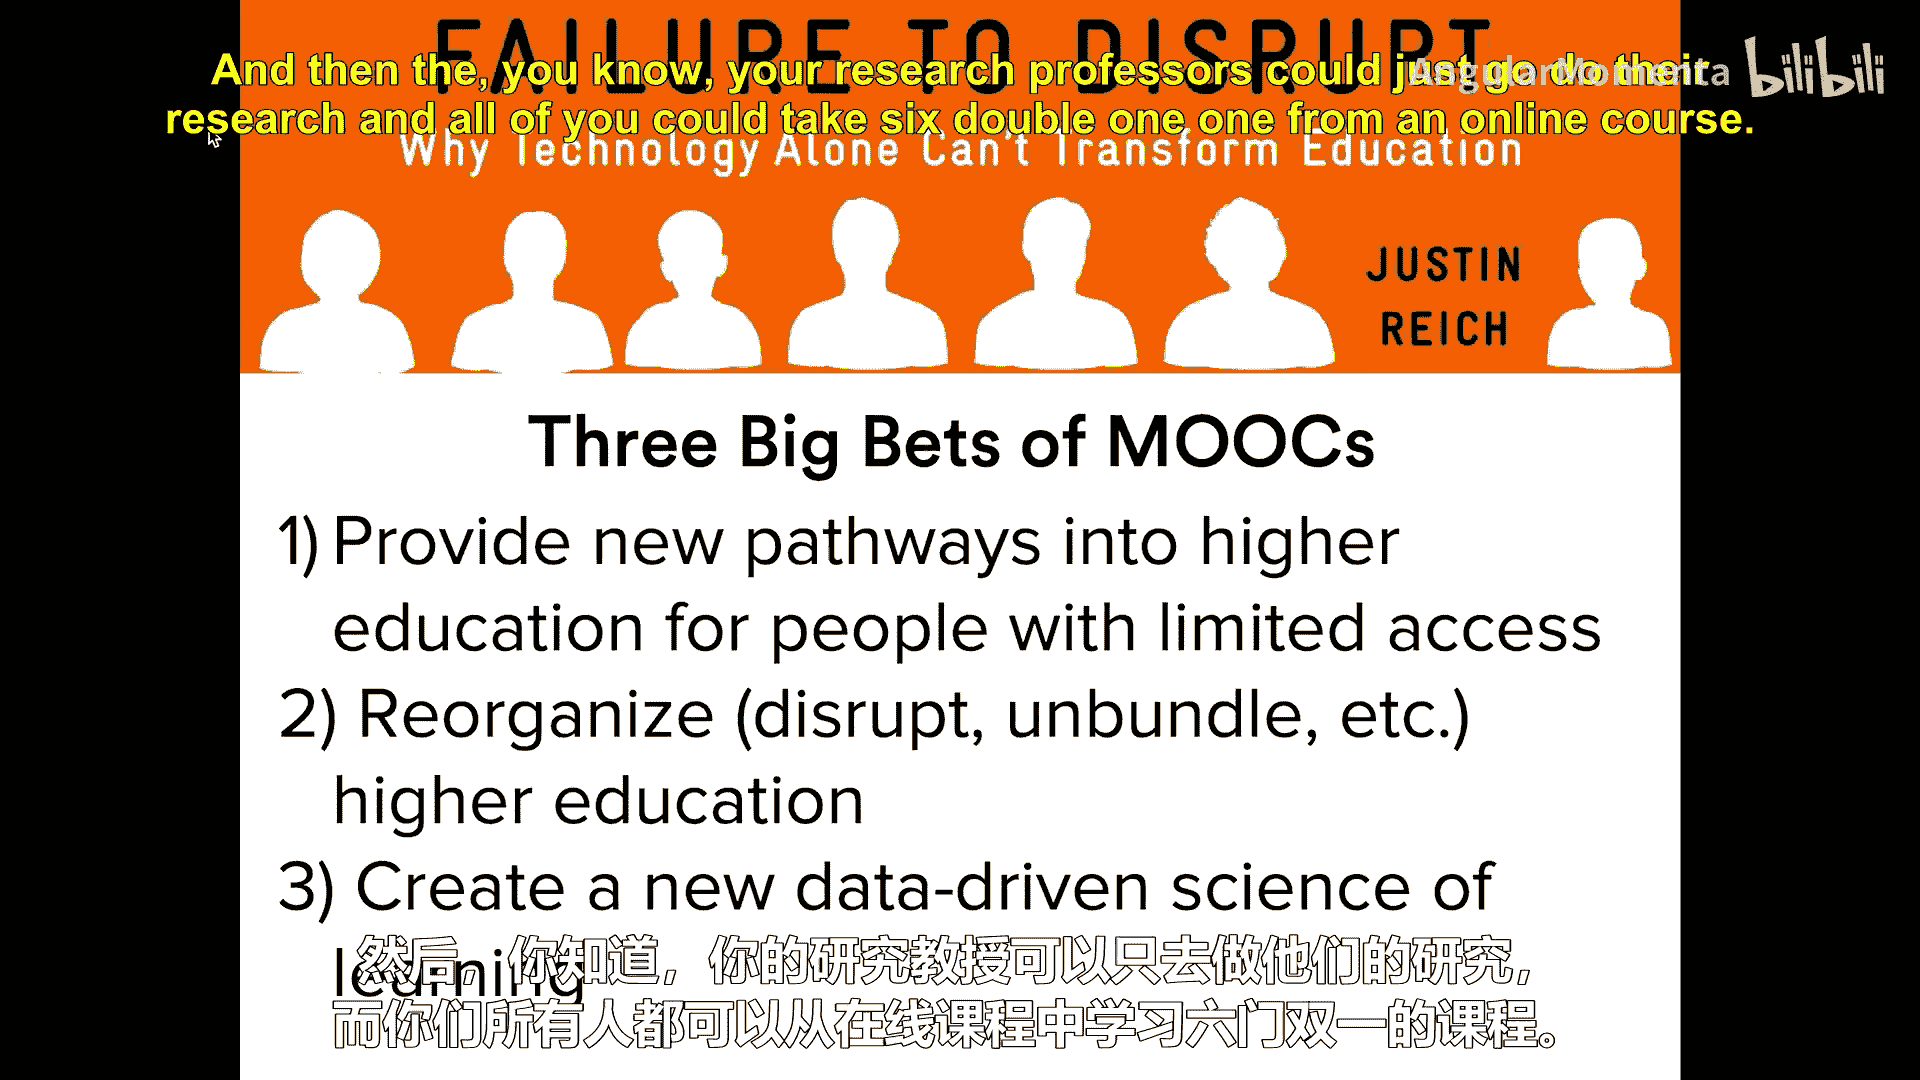 FAILURE TO DISRUPT
And then the, you know, your research professors could just go do their
AngularMomenta bilibili
research and all of you could take six double one one from an online course.
Why Technology Alone Can't Transform Education
JUSTIN
REICH
Three Big Bets of MOOCs
1) Provide new pathways into higher
education for people with limited access
2) Reorganize (disrupt, unbundle, etc.)
higher education
3) Create a new data-driven science of
learning
然后，你知道，你的研究教授可以只去做他们的研究，
而你们所有人都可以从在线课程中学习六门双一的课程。